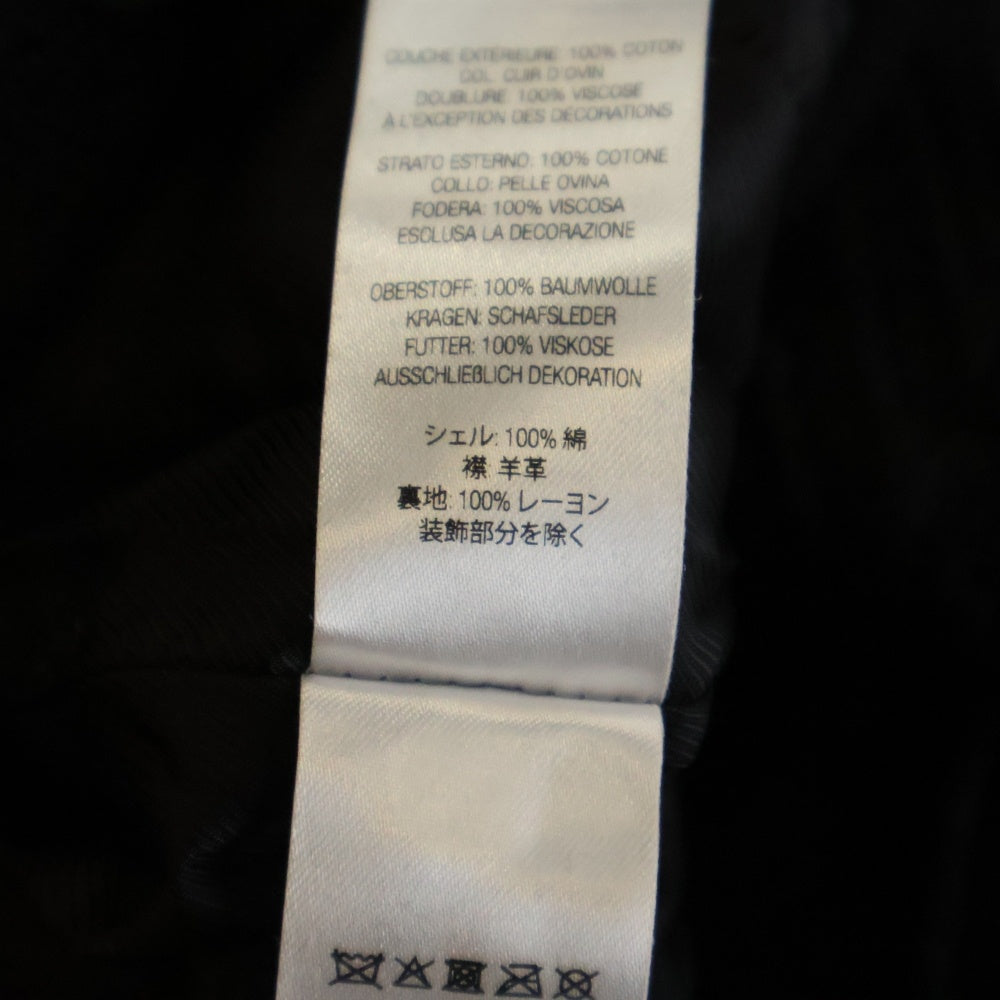 COUCHE EXTÉRIEURE: 100% COTON
COL: CUIR D'OVIN
DOUBLURE: 100% VISCOSE
À L'EXCEPTION DES DÉCORATIONS
STRATO ESTERNO: 100% COTONE
COLLO: PELLE OVINA
FODERA: 100% VISCOSA
ESCLUSA LA DECORAZIONE
OBERSTOFF: 100% BAUMWOLLE
KRAGEN: SCHAFSLEDER
FUTTER: 100% VISKOSE
AUSSCHLIEßLICH DEKORATION
シェル: 100% 綿
襟: 羊革
裏地: 100% レーヨン
装飾部分を除く